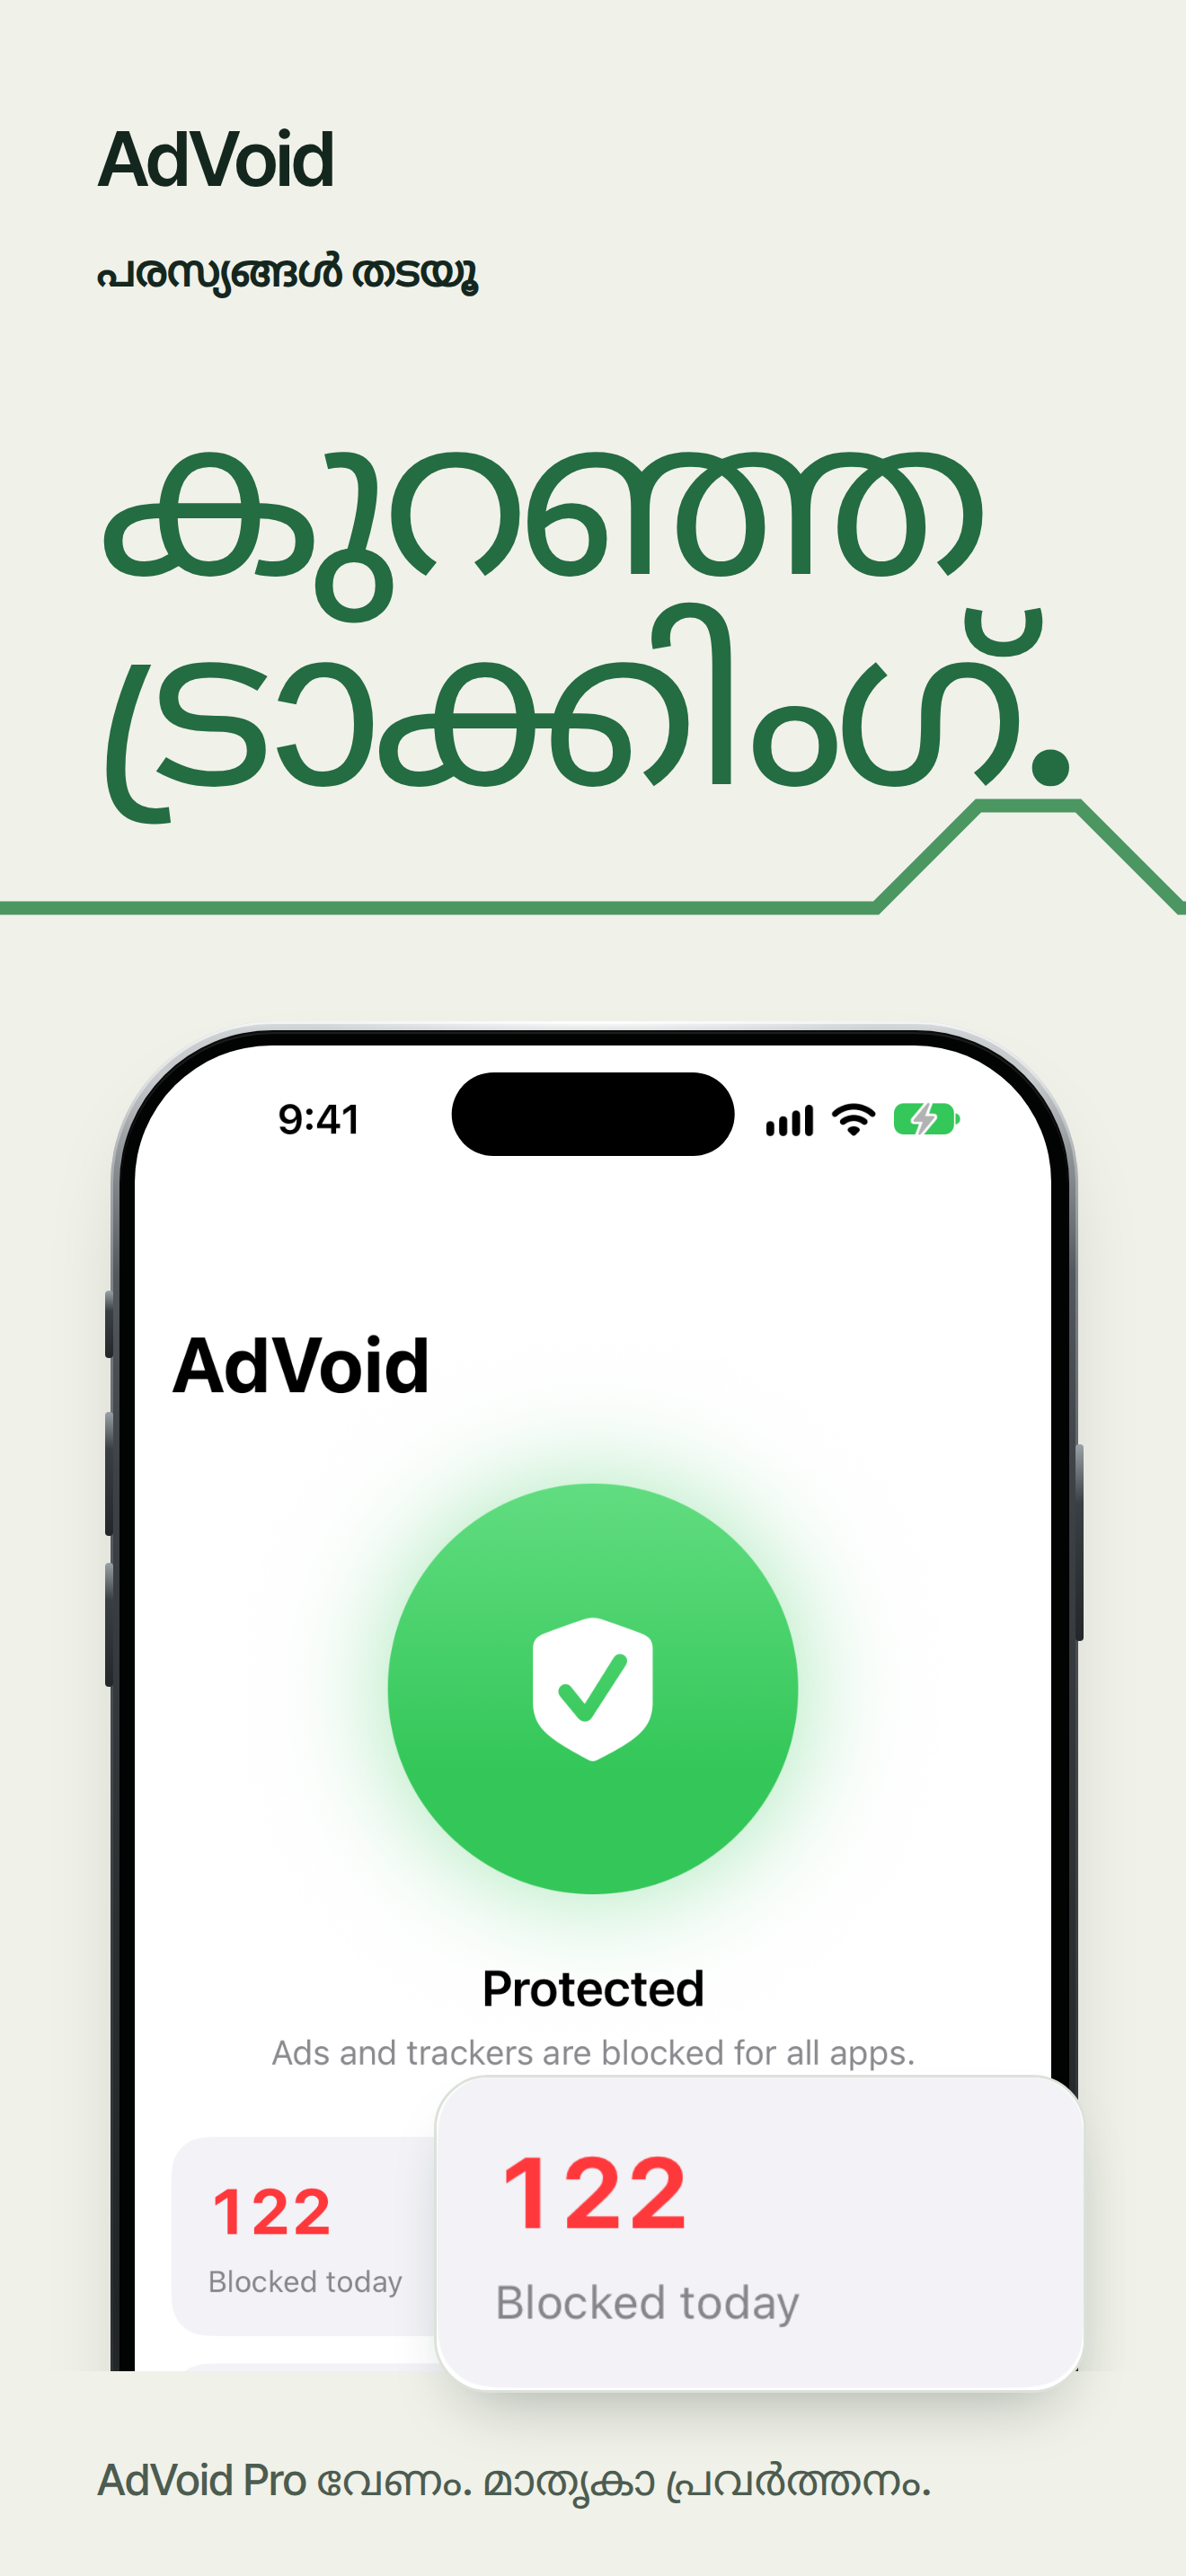 AdVoid
പരസ്യങ്ങൾ തടയൂ
കുറഞ്ഞ
ട്രാക്കിംഗ്.
9:41
AdVoid
Protected
Ads and trackers are blocked for all apps.
122
Blocked today
122
Blocked today
AdVoid Pro വേണം. മാതൃകാ പ്രവർത്തനം.